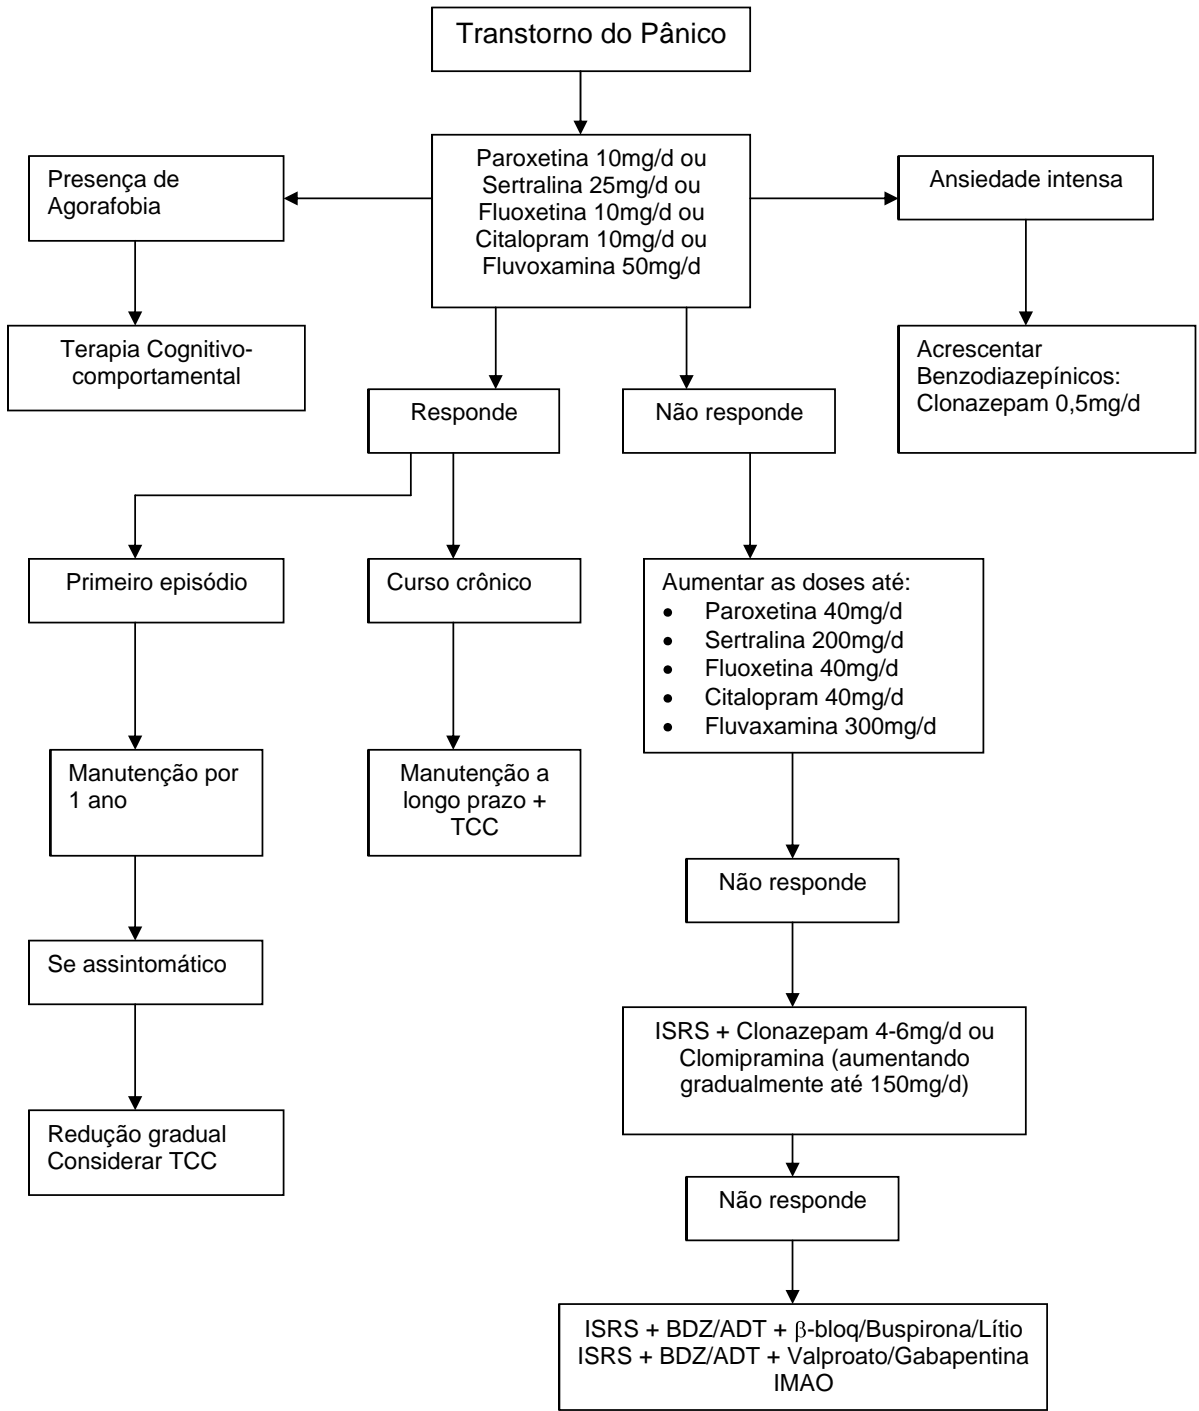 Transtorno do Pânico
Presença de
Agorafobia
Paroxetina 10mg/d ou
Sertralina 25mg/d ou
Fluoxetina 10mg/d ou
Citalopram 10mg/d ou
Fluvoxamina 50mg/d
Ansiedade intensa
Terapia Cognitivo-
comportamental
Acrescentar
Benzodiazepínicos:
Clonazepam 0,5mg/d
Responde
Não responde
Primeiro episódio
Curso crônico
Aumentar as doses até:
• Paroxetina 40mg/d
• Sertralina 200mg/d
• Fluoxetina 40mg/d
• Citalopram 40mg/d
• Fluvaxamina 300mg/d
Manutenção por
1 ano
Manutenção a
longo prazo +
TCC
Não responde
Se assintomático
ISRS + Clonazepam 4-6mg/d ou
Clomipramina (aumentando
gradualmente até 150mg/d)
Redução gradual
Considerar TCC
Não responde
ISRS + BDZ/ADT + β-bloq/Buspirona/Lítio
ISRS + BDZ/ADT + Valproato/Gabapentina
IMAO